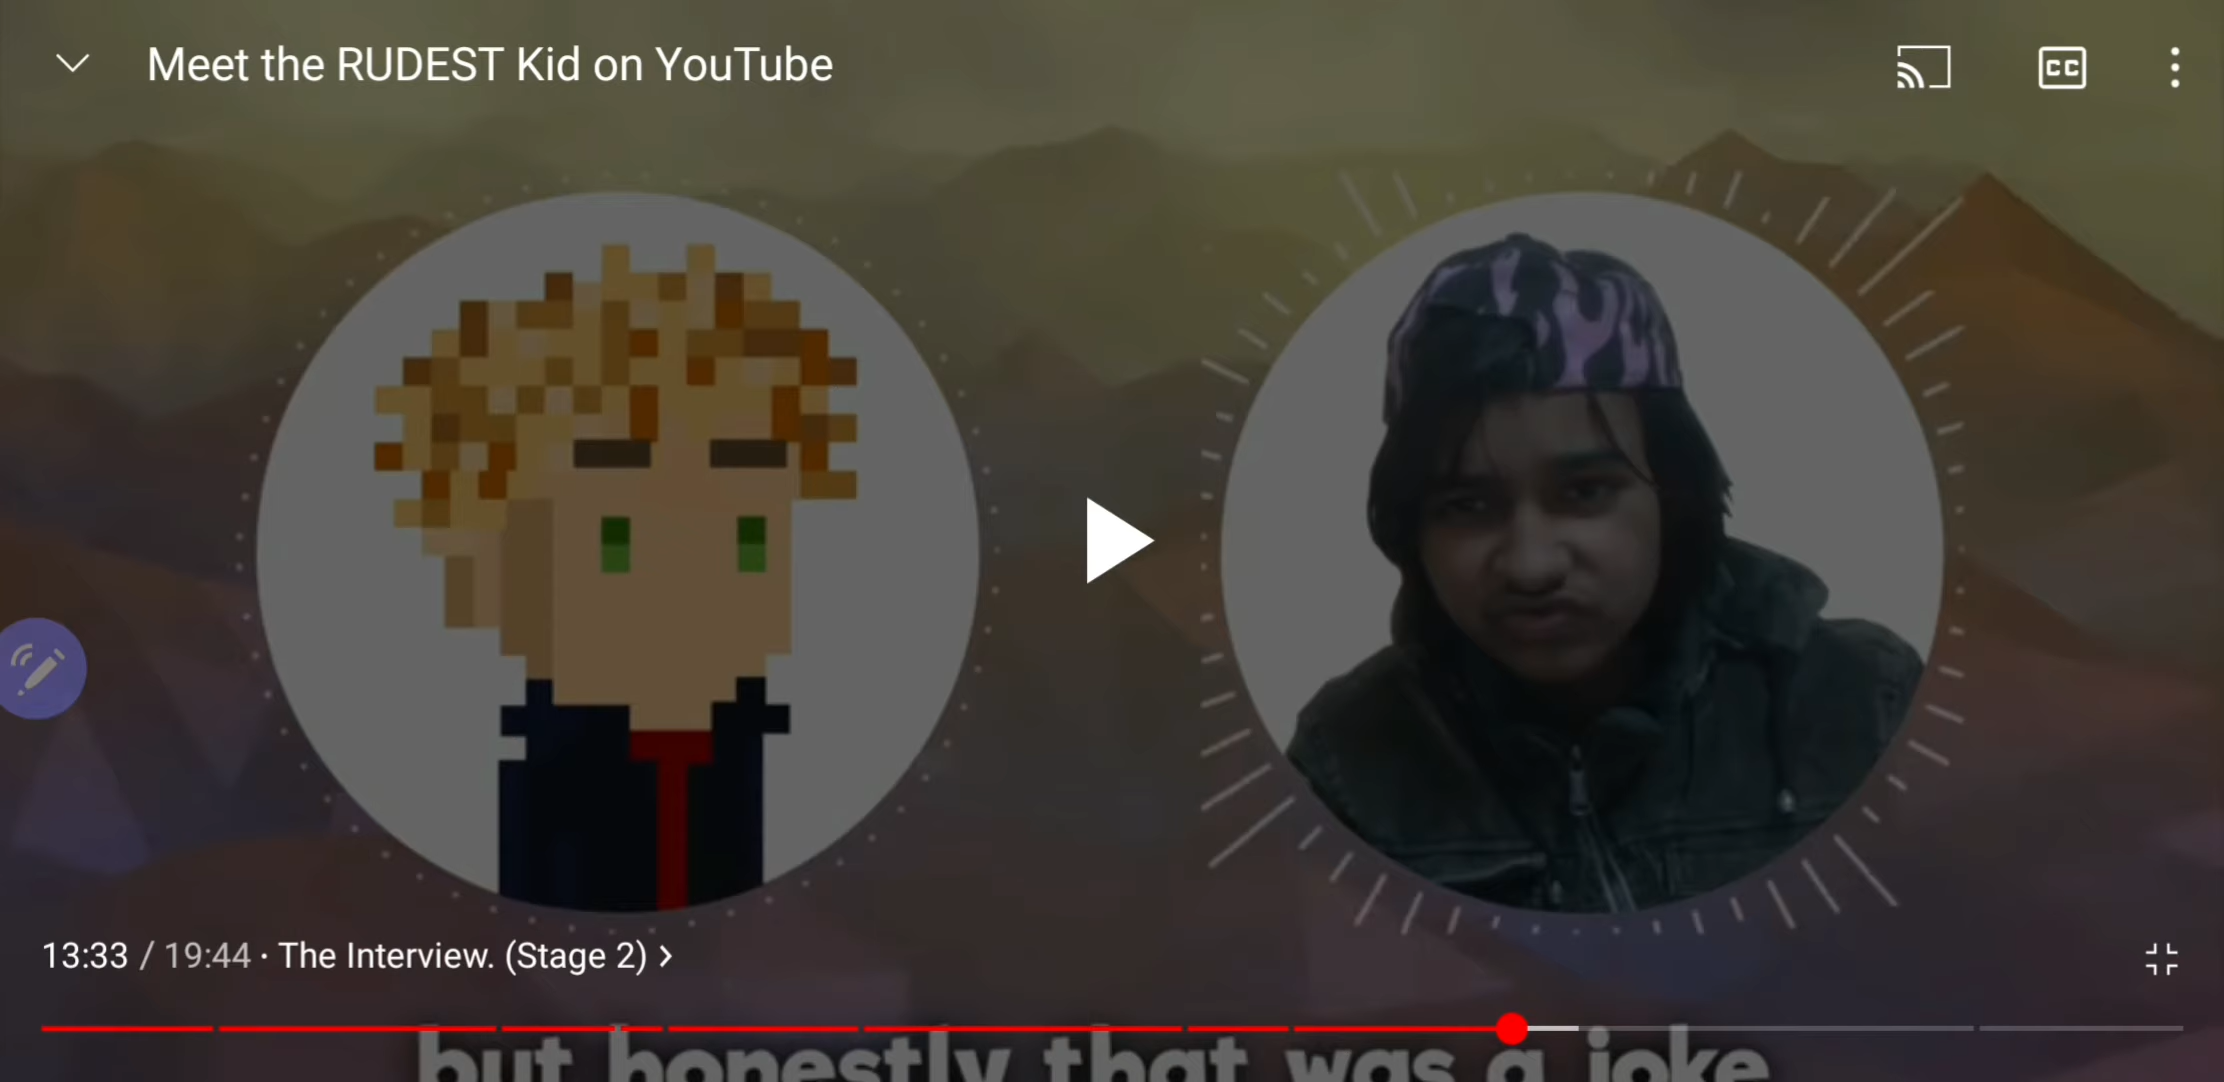 Meet the RUDEST Kid on YouTube
CC
13:33 / 19:44 · The Interview. (Stage 2) >
but honestly that was a joke